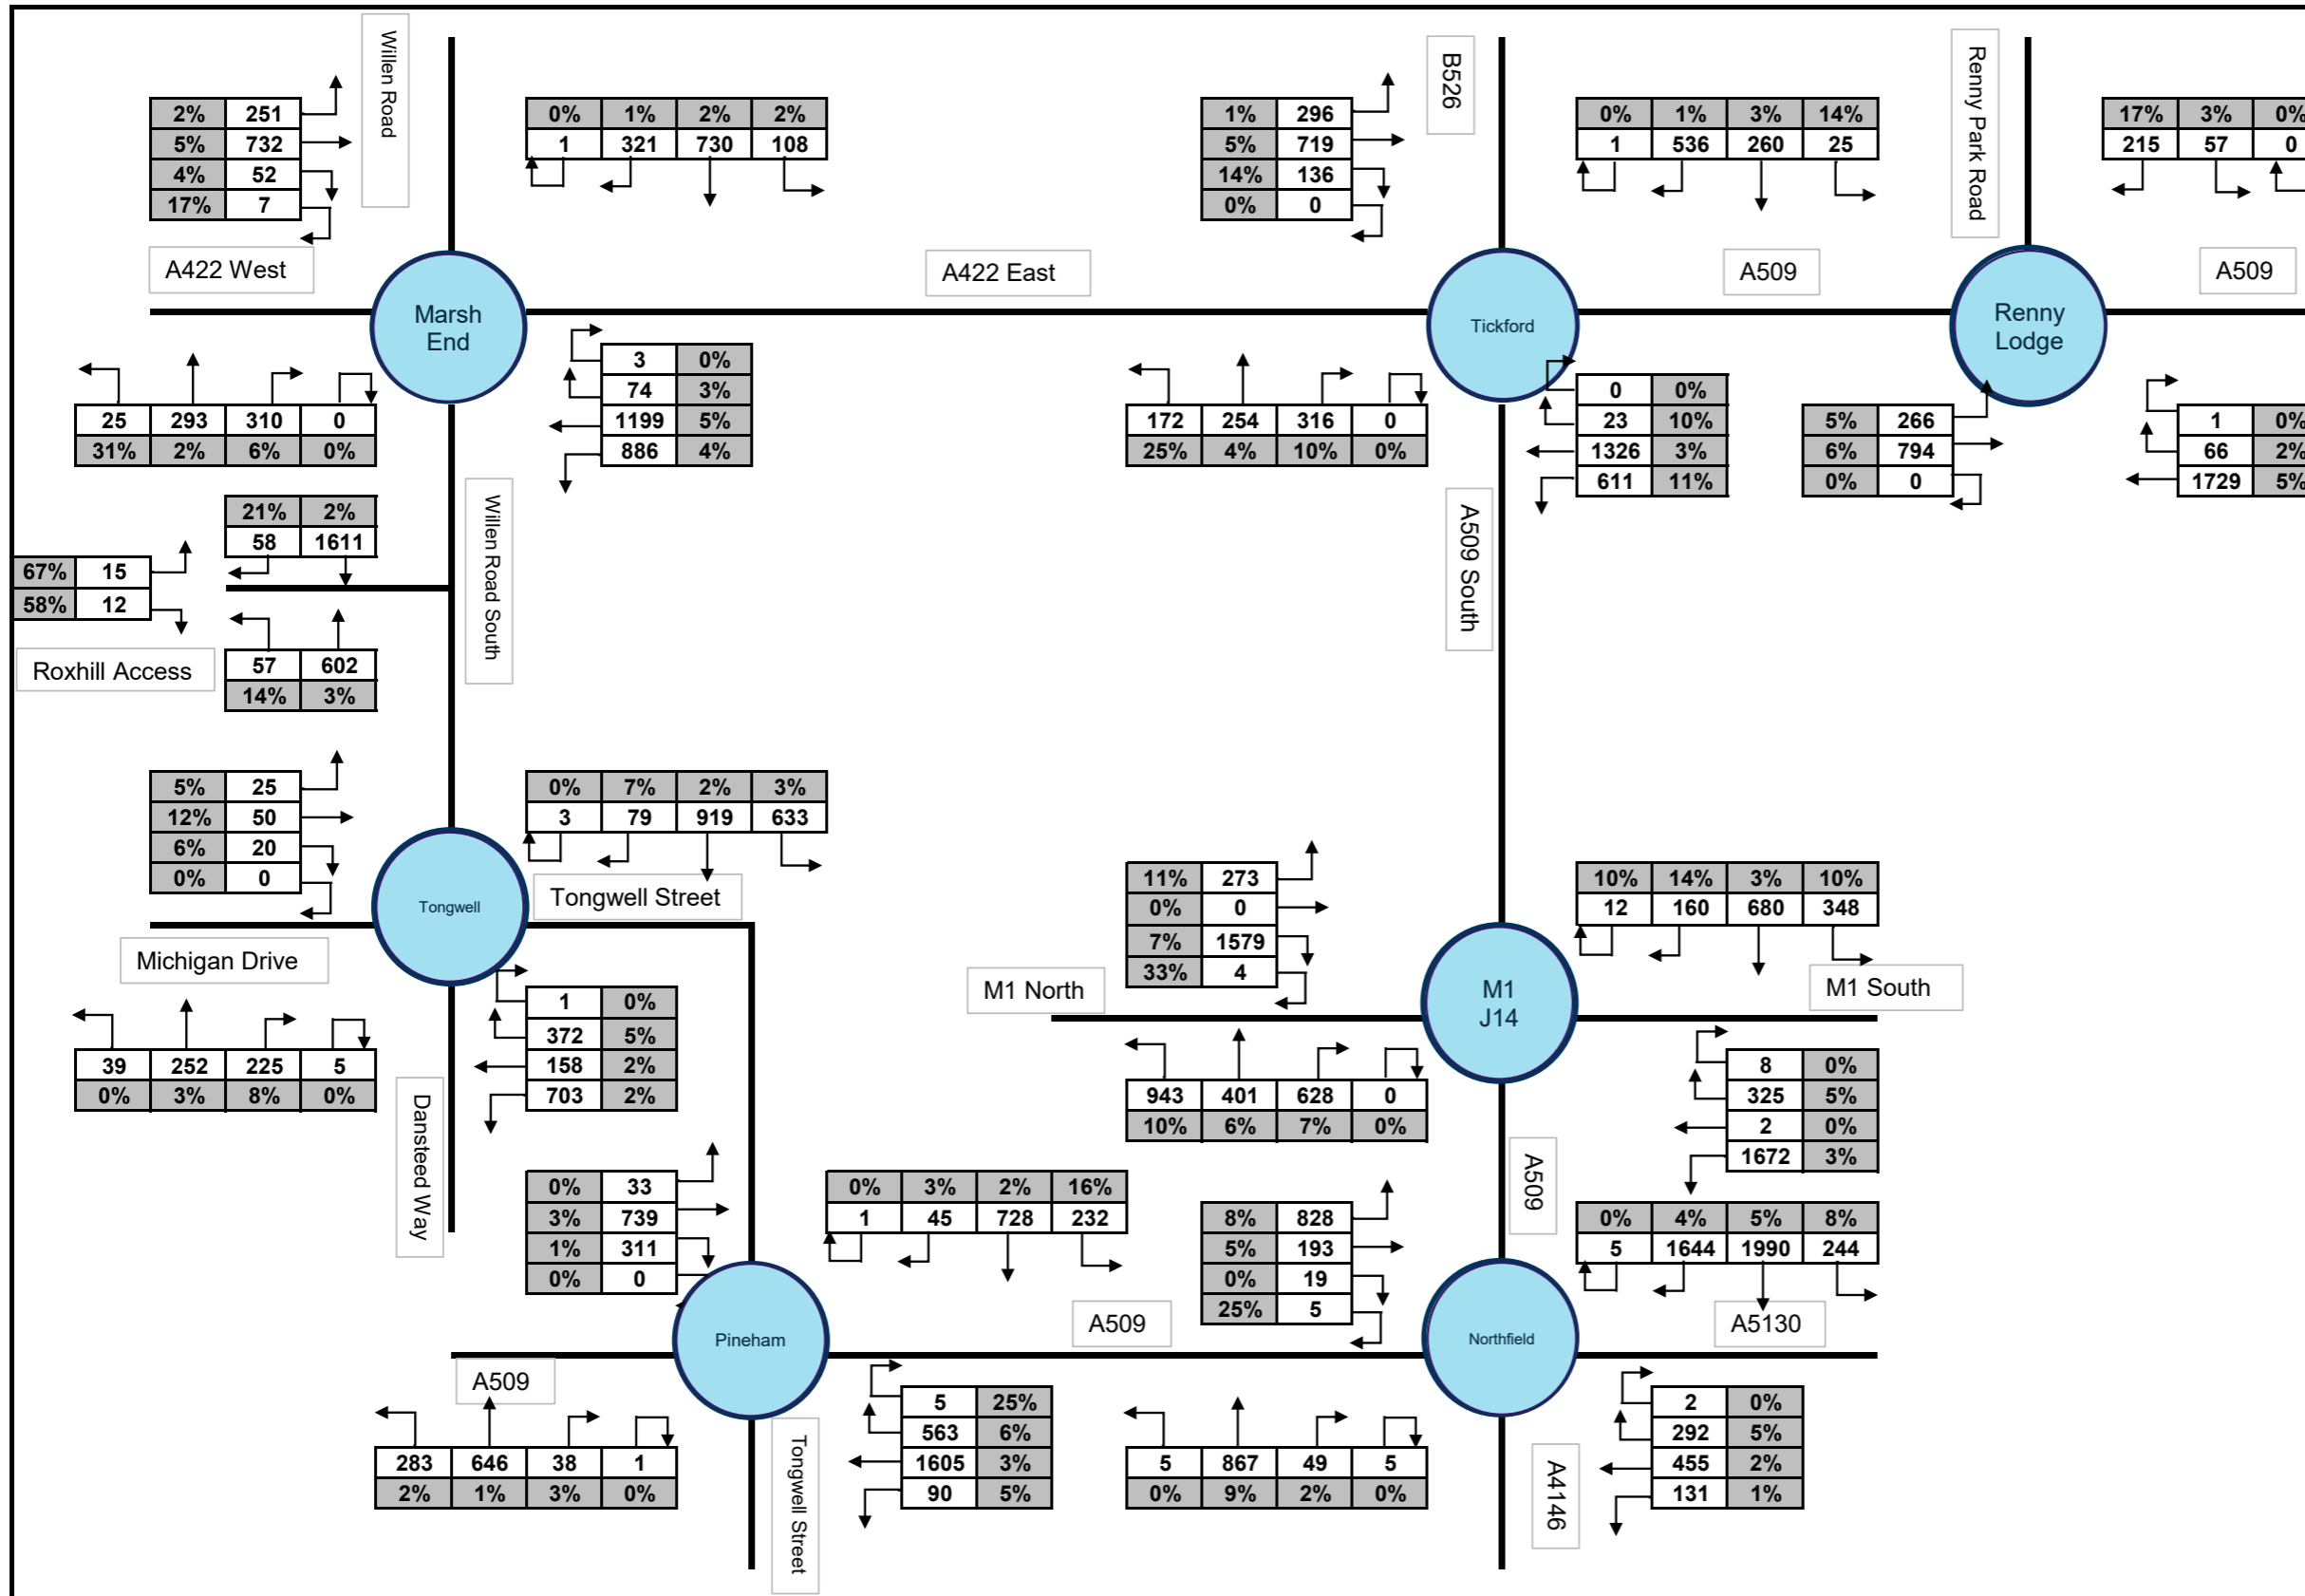 Willen Road
2% 251
5% 732
4% 52
17% 7
0% 1% 2% 2%
1 321 730 108
1% 296
5% 719
14% 136
0% 0
B526
0% 1% 3% 14%
1 536 260 25
Renny Park Road
17% 3% 0%
215 57 0
A422 West
A422 East
A509
A509
Marsh
End
Tickford
Renny
Lodge
25 293 310 0
31% 2% 6% 0%
3 0%
74 3%
1199 5%
886 4%
172 254 316 0
25% 4% 10% 0%
0 0%
23 10%
1326 3%
611 11%
5% 266
6% 794
0% 0
1 0%
66 2%
1729 5%
21% 2%
58 1611
67% 15
58% 12
Willen Road South
A509 South
Roxhill Access
57 602
14% 3%
5% 25
12% 50
6% 20
0% 0
0% 7% 2% 3%
3 79 919 633
Tongwell
Tongwell Street
Michigan Drive
11% 273
0% 0
7% 1579
33% 4
10% 14% 3% 10%
12 160 680 348
M1 North
M1
J14
M1 South
39 252 225 5
0% 3% 8% 0%
Dansteed Way
1 0%
372 5%
158 2%
703 2%
943 401 628 0
10% 6% 7% 0%
8 0%
325 5%
2 0%
1672 3%
A509
0% 33
3% 739
1% 311
0% 0
0% 3% 2% 16%
1 45 728 232
8% 828
5% 193
0% 19
25% 5
0% 4% 5% 8%
5 1644 1990 244
Pineham
A509
Northfield
A5130
A509
283 646 38 1
2% 1% 3% 0%
Tongwell Street
5 25%
563 6%
1605 3%
90 5%
5 867 49 5
0% 9% 2% 0%
A4146
2 0%
292 5%
455 2%
131 1%